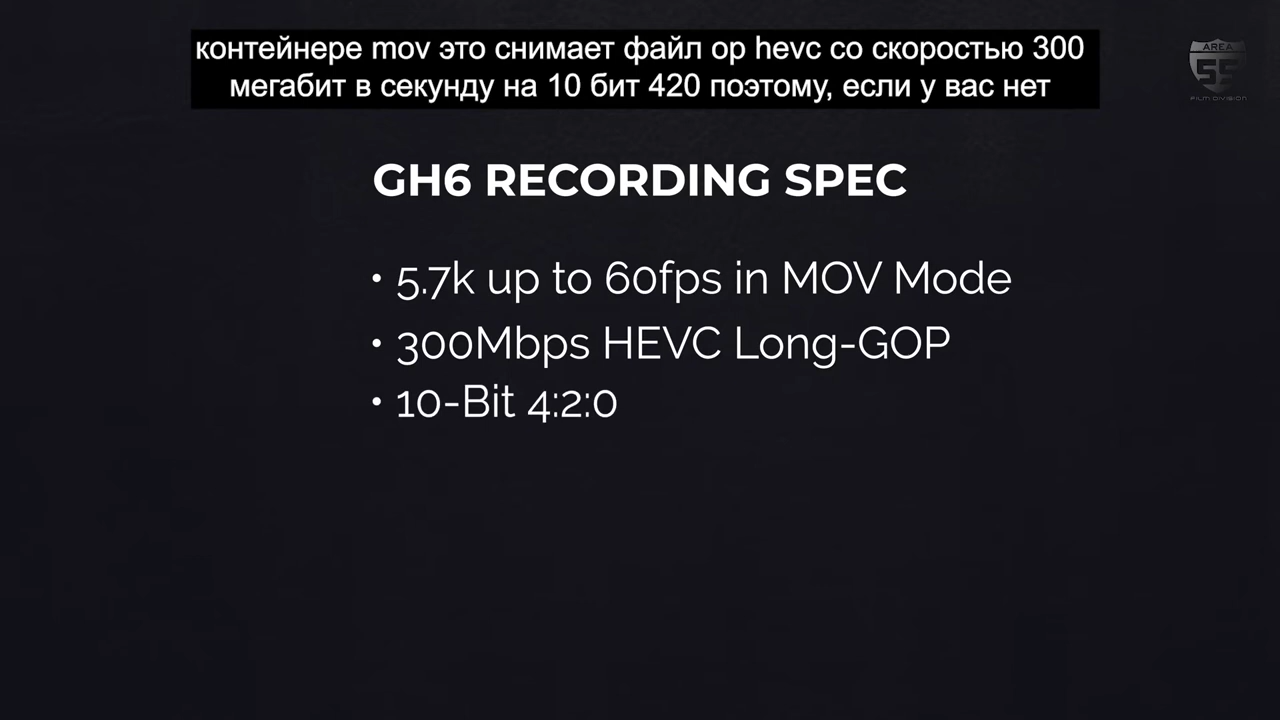 контейнере mov это снимает файл op hevc со скоростью 300
мегабит в секунду на 10 бит 420 поэтому, если у вас нет
AREA
55
FILM DIVISION
GH6 RECORDING SPEC
• 5.7k up to 60fps in MOV Mode
• 300Mbps HEVC Long-GOP
• 10-Bit 4:2:0